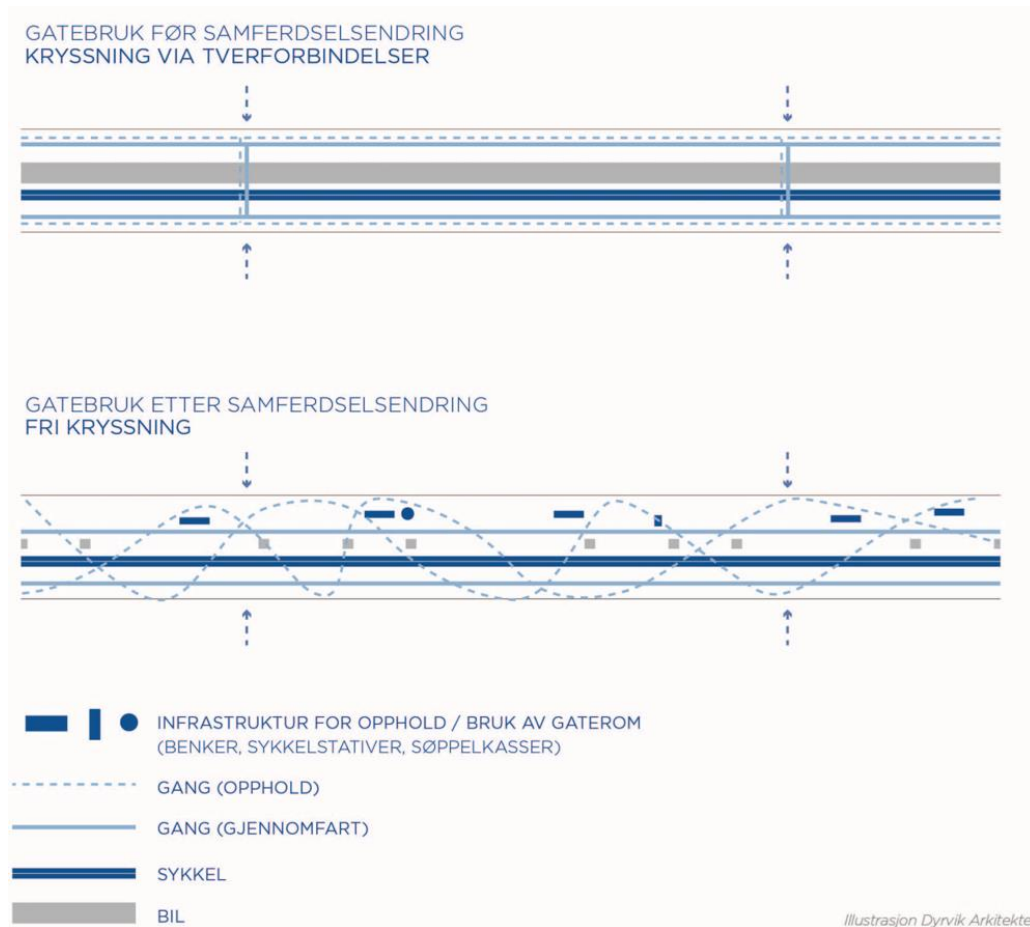 GATEBRUK FØR SAMFERDSELSENDRING
KRYSSNING VIA TVERFORBINDELSER
GATEBRUK ETTER SAMFERDSELSENDRING
FRI KRYSSNING
INFRASTRUKTUR FOR OPPHOLD / BRUK AV GATEROM
(BENKER, SYKKELSTATIVER, SØPPELKASSER)
GANG (OPPHOLD)
GANG (GJENNOMFART)
SYKKEL
BIL
Illustrasjon Dyrvik Arkitekte